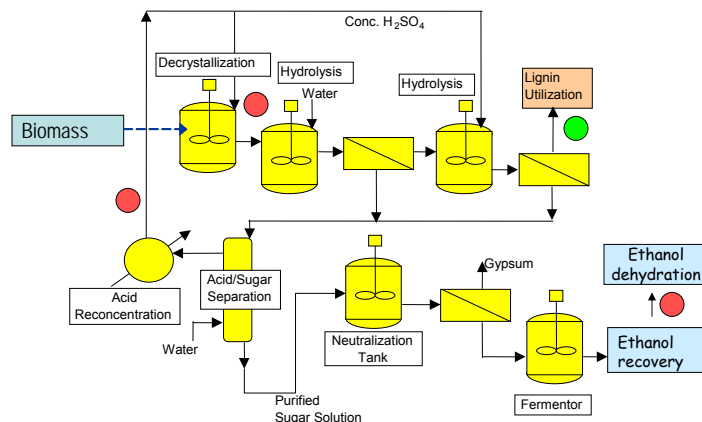 Conc. H₂SO₄
Decrystallization
Hydrolysis
Water
Hydrolysis
Lignin
Utilization
Biomass
Acid
Reconcentration
Acid/Sugar
Separation
Water
Purified
Sugar Solution
Neutralization
Tank
Gypsum
Fermentor
Ethanol
dehydration
Ethanol
recovery